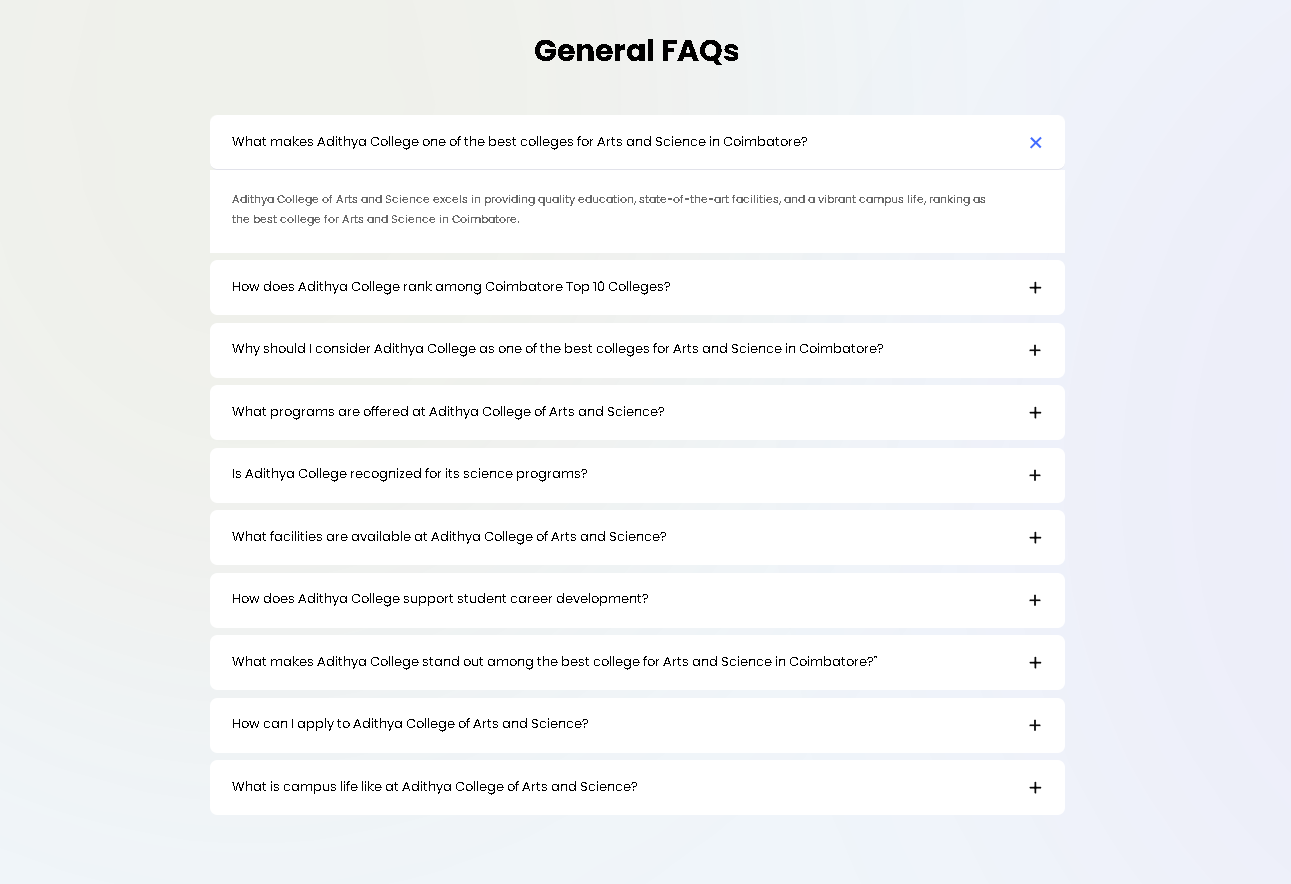 General FAQs
What makes Adithya College one of the best colleges for Arts and Science in Coimbatore?
Adithya College of Arts and Science excels in providing quality education, state-of-the-art facilities, and a vibrant campus life, ranking as
the best college for Arts and Science in Coimbatore.
How does Adithya College rank among Coimbatore Top 10 Colleges?
Why should I consider Adithya College as one of the best colleges for Arts and Science in Coimbatore?
What programs are offered at Adithya College of Arts and Science?
Is Adithya College recognized for its science programs?
What facilities are available at Adithya College of Arts and Science?
How does Adithya College support student career development?
What makes Adithya College stand out among the best college for Arts and Science in Coimbatore?"
How can I apply to Adithya College of Arts and Science?
What is campus life like at Adithya College of Arts and Science?